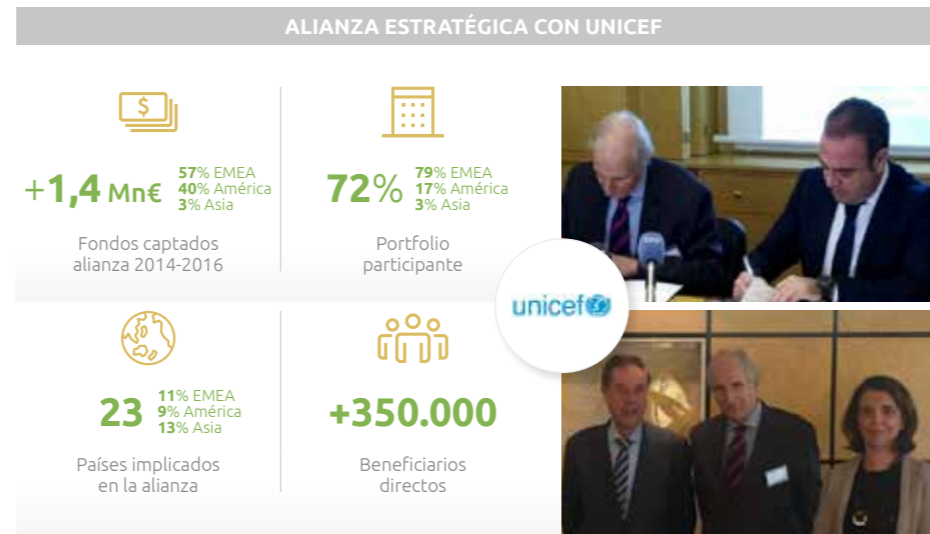 ALIANZA ESTRATÉGICA CON UNICEF
+1,4 Mn€
57% EMEA
40% América
3% Asia
Fondos captados
alianza 2014-2016
72%
79% EMEA
17% América
3% Asia
Portfolio
participante
unicef
23
11% EMEA
9% América
13% Asia
Países implicados
en la alianza
+350.000
Beneficiarios
directos